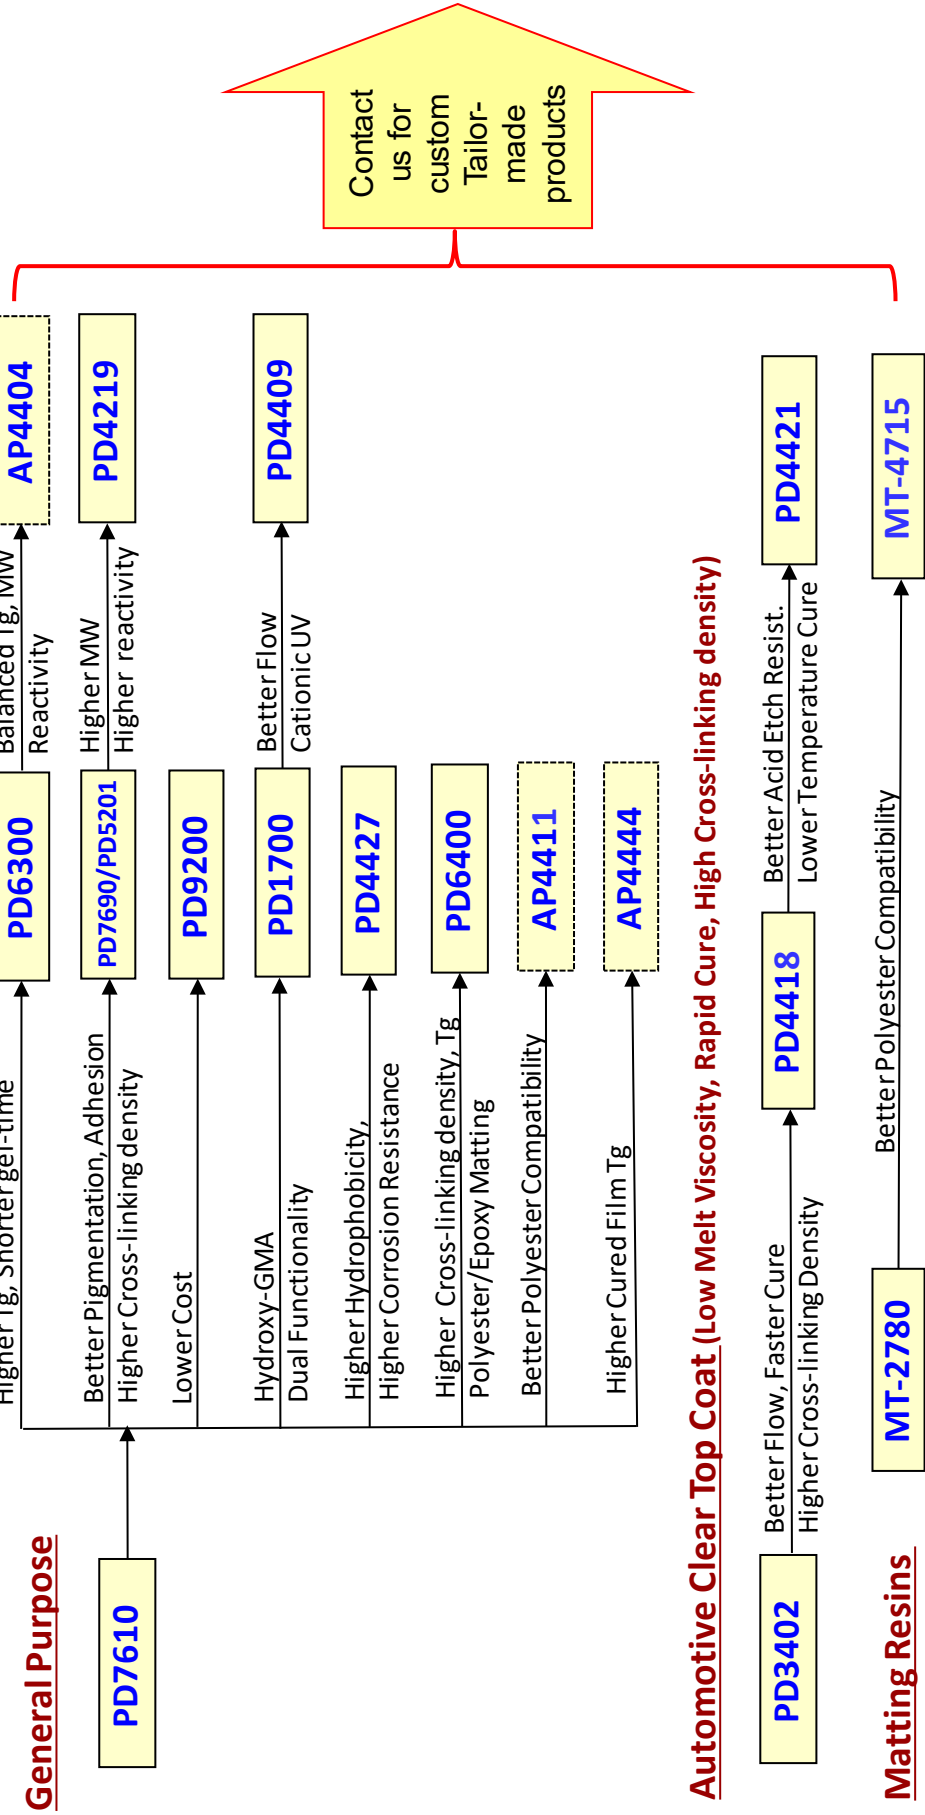 General Purpose
PD7610
Higher Tg, Shorter gel-time
PD6300
Balanced Tg, MW
Reactivity
AP4404
Better Pigmentation, Adhesion
Higher Cross-linking density
PD7690/PD5201
Higher MW
Higher reactivity
PD4219
Lower Cost
PD9200
Hydroxy-GMA
Dual Functionality
PD1700
Better Flow
Cationic UV
PD4409
Higher Hydrophobicity,
Higher Corrosion Resistance
PD4427
Higher Cross-linking density, Tg
Polyester/Epoxy Matting
PD6400
Better Polyester Compatibility
AP4411
Higher Cured Film Tg
AP4444
Automotive Clear Top Coat (Low Melt Viscosity, Rapid Cure, High Cross-linking density)
PD3402
Better Flow, Faster Cure
Higher Cross-linking Density
PD4418
Better Acid Etch Resist.
Lower Temperature Cure
PD4421
Matting Resins
MT-2780
Better Polyester Compatibility
MT-4715
Contact
us for
custom
Tailor-
made
products